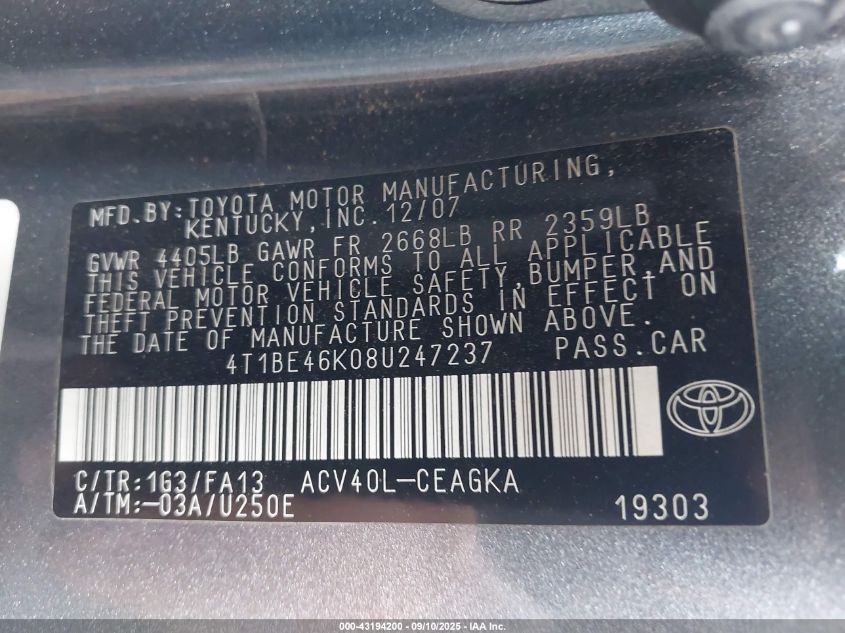 MFD. BY: TOYOTA MOTOR MANUFACTURING,
KENTUCKY, INC. 12/07
GVWR 4405LB GAWR FR 2668LB RR 2359LB
THIS VEHICLE CONFORMS TO ALL APPLICABLE
FEDERAL MOTOR VEHICLE SAFETY, BUMPER, AND
THEFT PREVENTION STANDARDS IN EFFECT ON
THE DATE OF MANUFACTURE SHOWN ABOVE.
4T1BE46K08U247237 PASS. CAR
C/TR: 1G3/FA13 ACV40L-CEAGKA
A/TM: -03A/U250E 19303
000-43194200 - 09/10/2025 - IAA Inc.